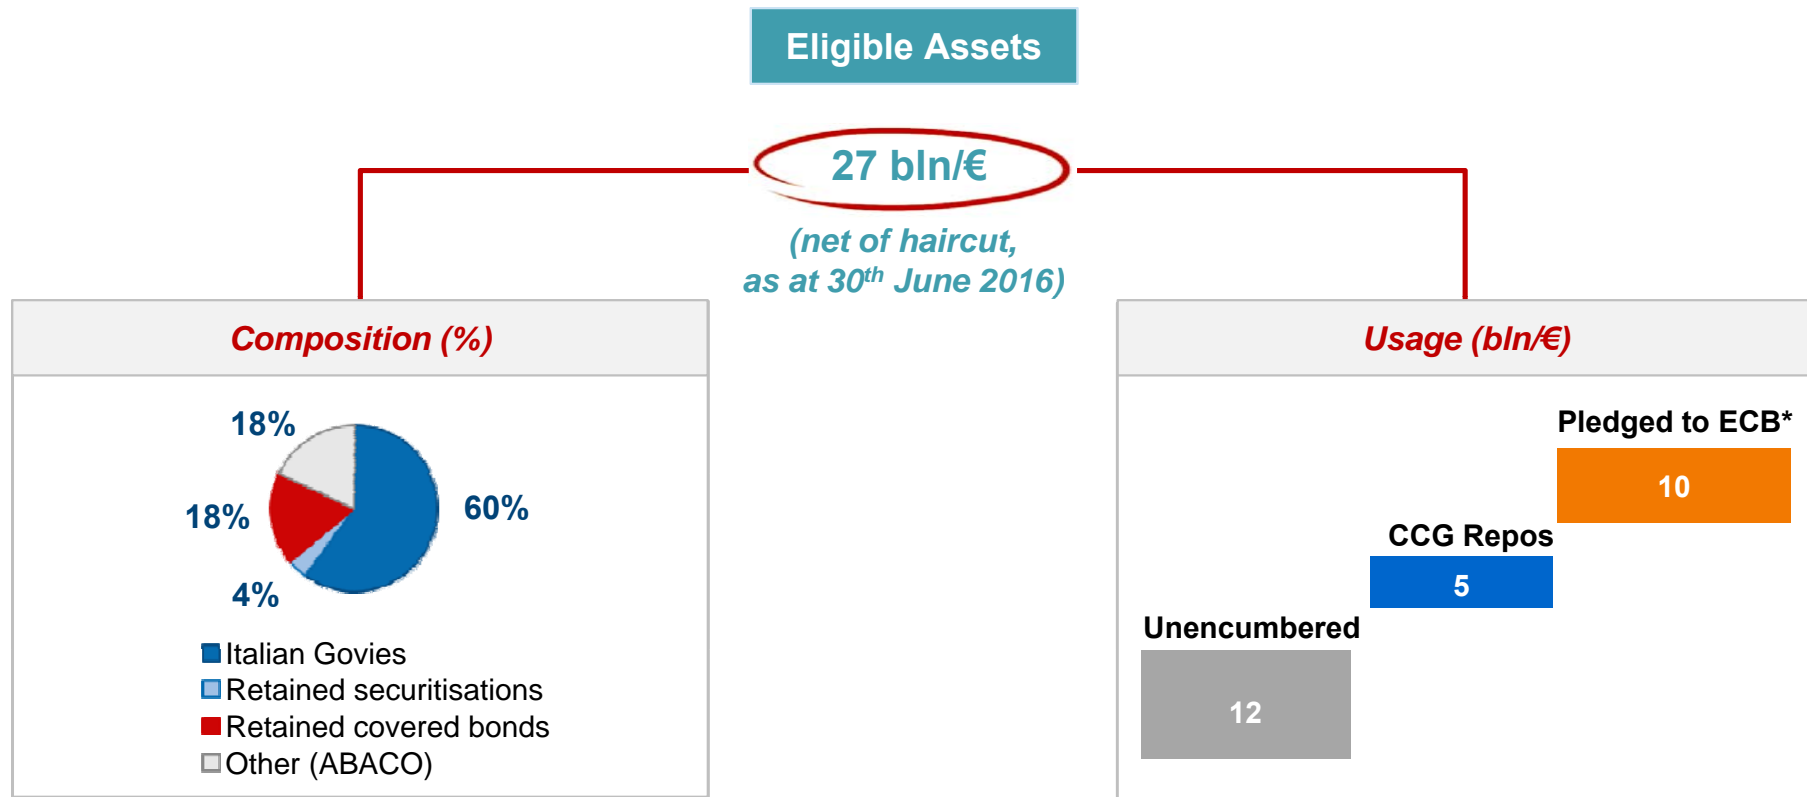 Eligible Assets
27 bln/€
(net of haircut,
as at 30th June 2016)
Composition (%)
18%
18%
60%
4%
Italian Govies
Retained securitisations
Retained covered bonds
Other (ABACO)
Usage (bln/€)
Pledged to ECB*
10
CCG Repos
5
Unencumbered
12